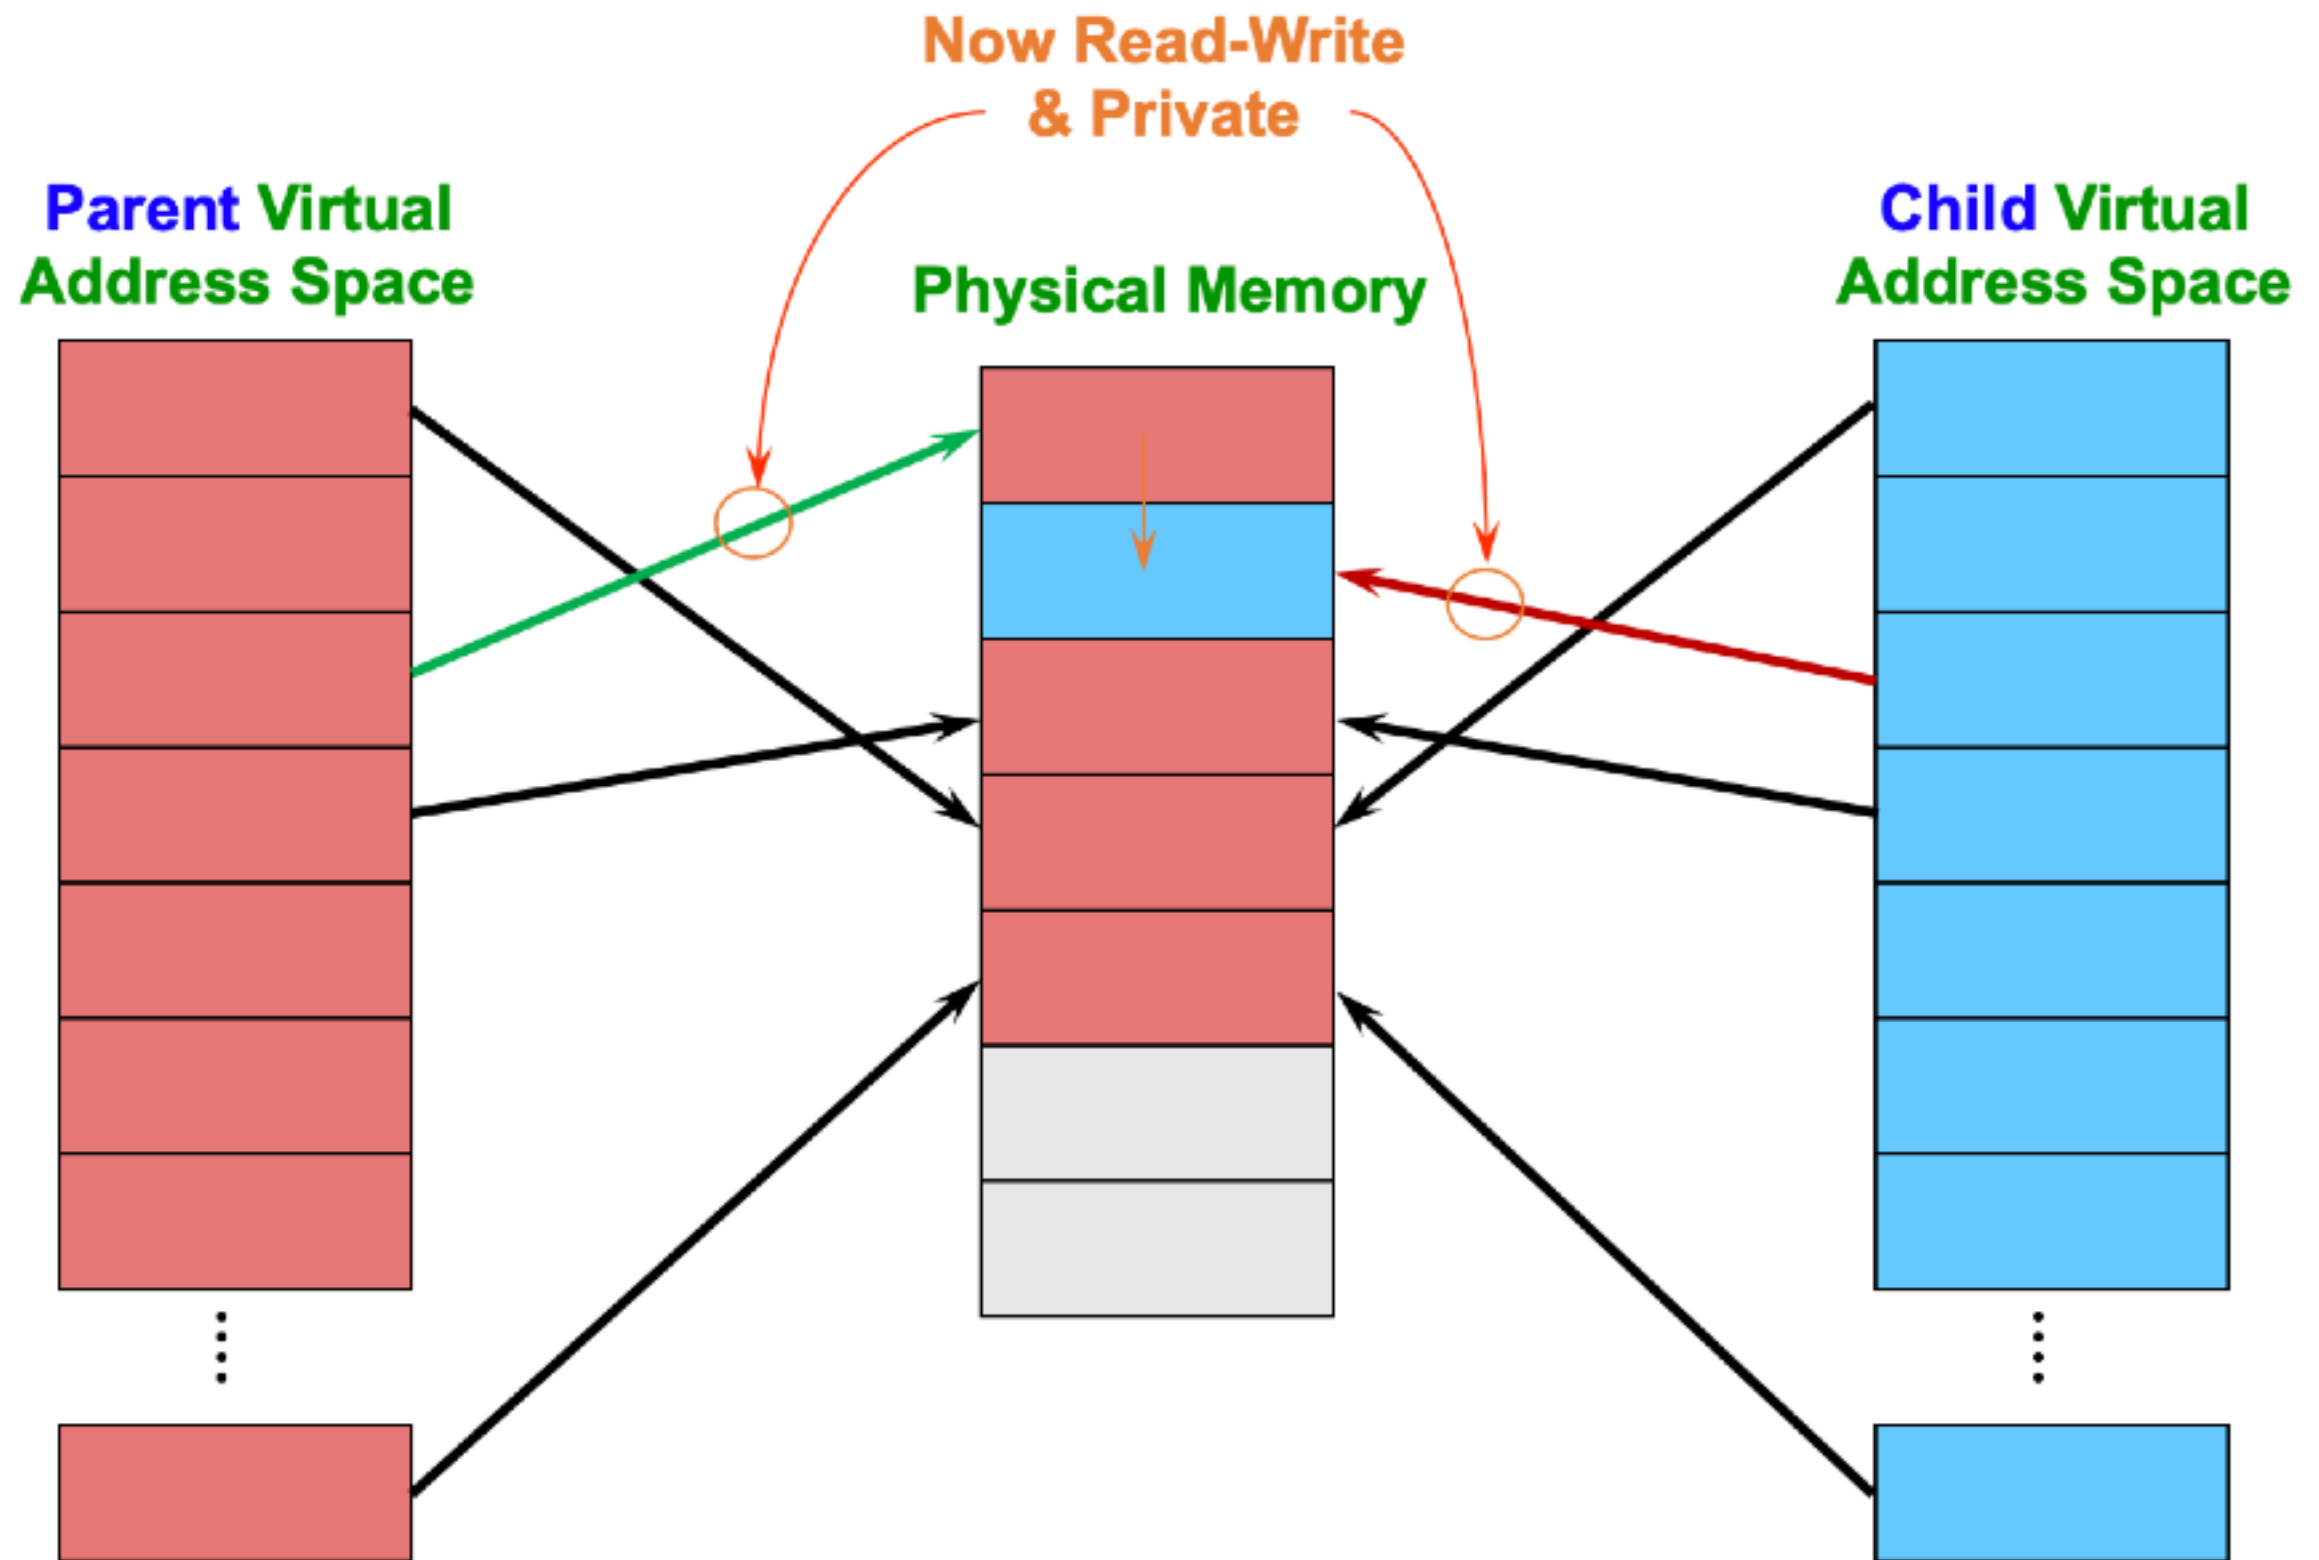 Now Read-Write
& Private
Parent Virtual
Address Space
Physical Memory
Child Virtual
Address Space